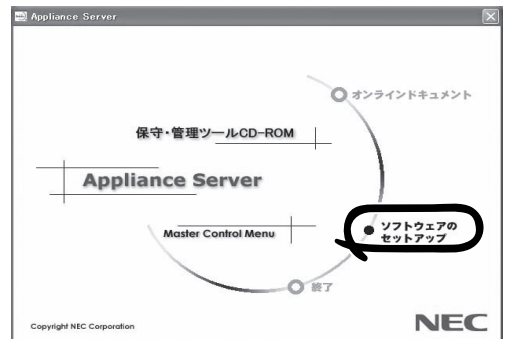 Appliance Server
オンラインドキュメント
保守・管理ツールCD-ROM
Appliance Server
ソフトウェアの
セットアップ
Master Control Menu
終了
Copyright NEC Corporation
NEC